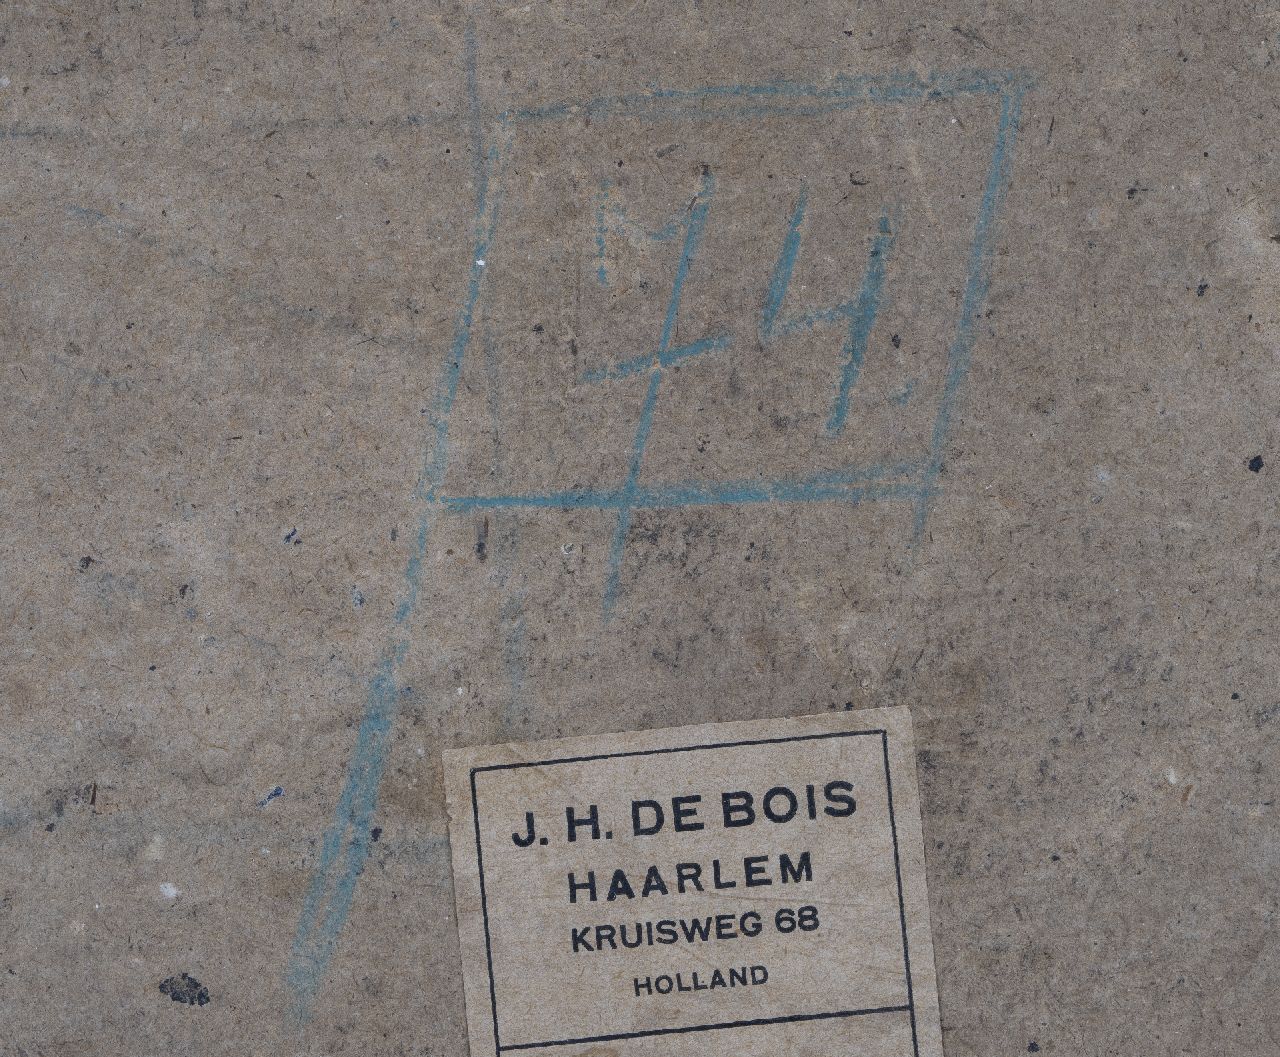 74
J. H. DE BOIS
HAARLEM
KRUISWEG 68
HOLLAND